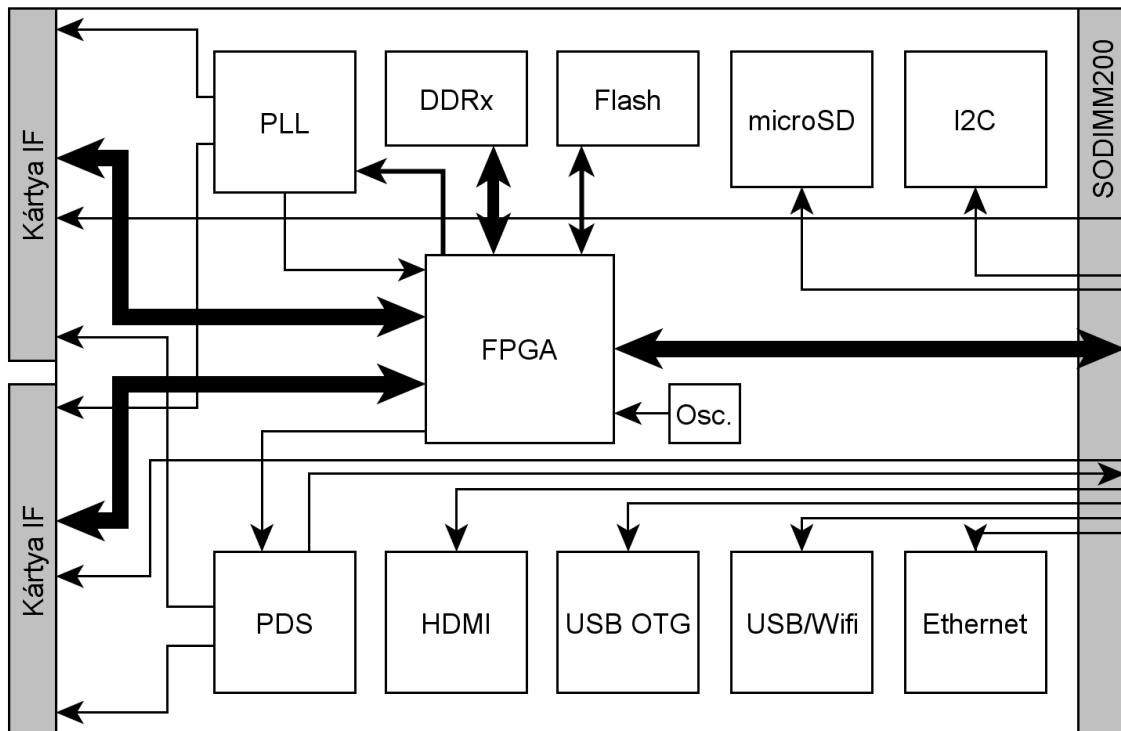 Kártya IF
PLL
DDRx
Flash
microSD
I2C
SODIMM200
FPGA
Osc.
Kártya IF
PDS
HDMI
USB OTG
USB/Wifi
Ethernet